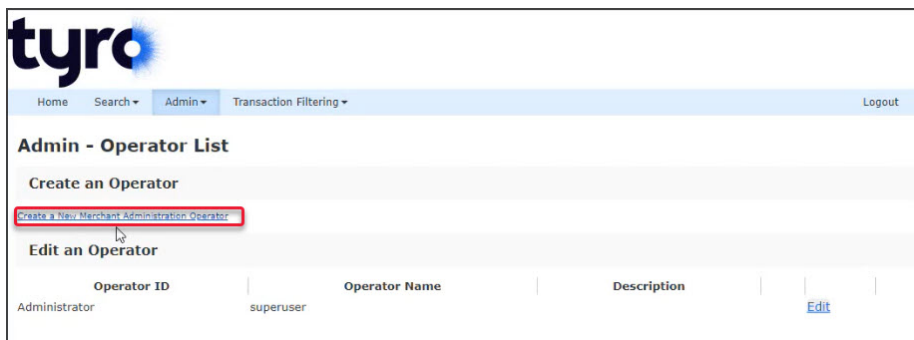 tyro
Home Search Admin Transaction Filtering Logout
Admin - Operator List
Create an Operator
Create a New Merchant Administration Operator
Edit an Operator
Operator ID Operator Name Description
Administrator superuser Edit